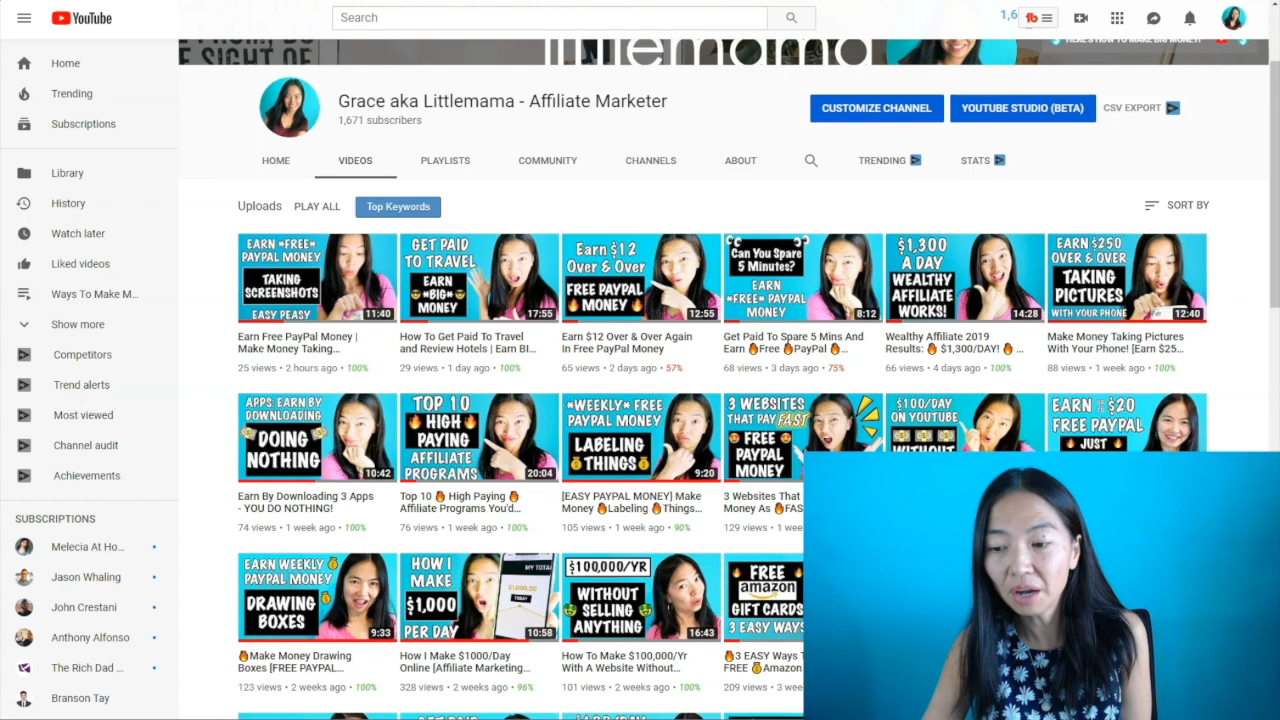 YouTube
Search
1,6
Home
Trending
Subscriptions
Library
History
Watch later
Liked videos
Ways To Make M...
Show more
Competitors
Trend alerts
Most viewed
Channel audit
Achievements
SUBSCRIPTIONS
Melecia At Ho...
Jason Whaling
John Crestani
Anthony Alfonso
The Rich Dad ...
Branson Tay
THE SIGHT OF
littlemama
HERE'S HOW TO MAKE BIG MONEY!
Grace aka Littlemama - Affiliate Marketer
1,671 subscribers
CUSTOMIZE CHANNEL
YOUTUBE STUDIO (BETA)
CSV EXPORT
HOME
VIDEOS
PLAYLISTS
COMMUNITY
CHANNELS
ABOUT
TRENDING
STATS
Uploads
PLAY ALL
Top Keywords
SORT BY
EARN *FREE*
PAYPAL MONEY
TAKING
SCREENSHOTS
EASY PEASY
11:40
Earn Free PayPal Money |
Make Money Taking...
25 views • 2 hours ago • 100%
GET PAID
TO TRAVEL
EARN
*BIG*
17:55
How To Get Paid To Travel
and Review Hotels | Earn BI...
29 views • 1 day ago • 100%
Earn $12
Over & Over
FREE PAYPAL
MONEY
12:55
Earn $12 Over & Over Again
In Free PayPal Money
65 views • 2 days ago • 57%
Can You Spare
5 Minutes?
EARN
*FREE* PAYPAL
MONEY
8:12
Get Paid To Spare 5 Mins And
Earn 🔥Free 🔥PayPal 🔥...
68 views • 3 days ago • 75%
$1,300
A DAY
WEALTHY
AFFILIATE
WORKS!
14:28
Wealthy Affiliate 2019
Results: 🔥 $1,300/DAY! 🔥 ...
66 views • 4 days ago • 100%
EARN $250
OVER & OVER
TAKING
PICTURES
WITH YOUR PHONE!
12:40
Make Money Taking Pictures
With Your Phone! [Earn $25...
88 views • 1 week ago • 100%
APPS: EARN BY
DOWNLOADING
DOING
NOTHING
10:42
Earn By Downloading 3 Apps
- YOU DO NOTHING!
74 views • 1 week ago • 100%
TOP 10
HIGH
PAYING
AFFILIATE
PROGRAMS
20:04
Top 10 🔥 High Paying 🔥
Affiliate Programs You'd...
76 views • 1 week ago • 100%
*WEEKLY* FREE
PAYPAL MONEY
LABELING
THINGS
9:20
[EASY PAYPAL MONEY] Make
Money 🔥Labeling 🔥Things...
105 views • 1 week ago • 90%
3 WEBSITES
THAT PAY FAST
FREE
PAYPAL
MONEY
3 Websites That
Money As 🔥FAS
129 views • 1 wee
$100/DAY
ON YOUTUBE
WITHOUT
EARN $20
FREE PAYPAL
JUST
EARN WEEKLY
PAYPAL MONEY
DRAWING
BOXES
9:33
🔥Make Money Drawing
Boxes [FREE PAYPAL...
123 views • 2 weeks ago • 100%
HOW I
MAKE
$1,000
PER DAY
MY TOTA
TODAY
10:58
How I Make $1000/Day
Online [Affiliate Marketing...
328 views • 2 weeks ago • 96%
$100,000/YR
WITHOUT
SELLING
ANYTHING
16:43
How To Make $100,000/Yr
With A Website Without...
101 views • 2 weeks ago • 100%
FREE
amazon
GIFT CARDS
3 EASY WAYS
🔥3 EASY Ways T
FREE 💰Amazon
209 views • 3 wee